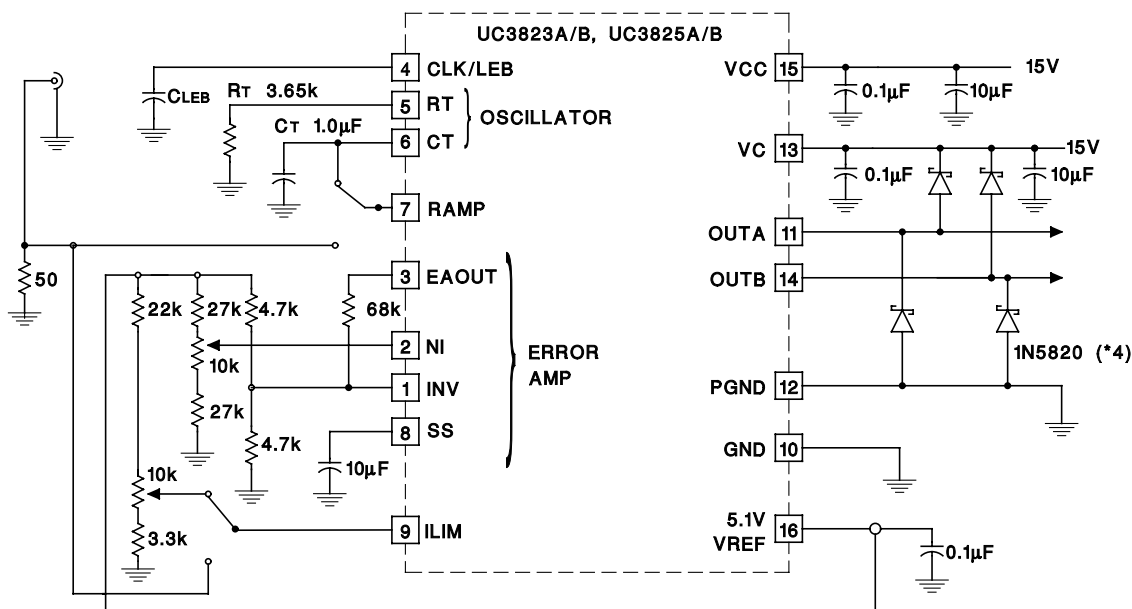 UC3823A/B, UC3825A/B
4 CLK/LEB
CLEB
RT 3.65k
5 RT
OSCILLATOR
CT 1.0µF
6 CT
7 RAMP
50
3 EAOUT
22k
27k
4.7k
68k
2 NI
10k
1 INV
ERROR
AMP
27k
8 SS
4.7k
10µF
10k
3.3k
9 ILIM
VCC 15
15V
0.1µF
10µF
VC 13
15V
0.1µF
10µF
OUTA 11
OUTB 14
1N5820 (*4)
PGND 12
GND 10
5.1V
VREF 16
0.1µF